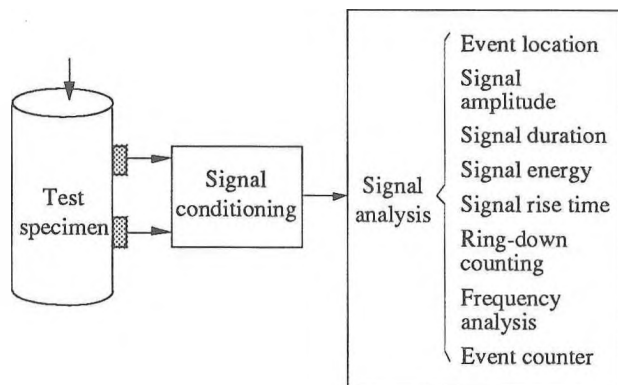 Test
specimen
Signal
conditioning
Signal
analysis
Event location
Signal
amplitude
Signal duration
Signal energy
Signal rise time
Ring-down
counting
Frequency
analysis
Event counter